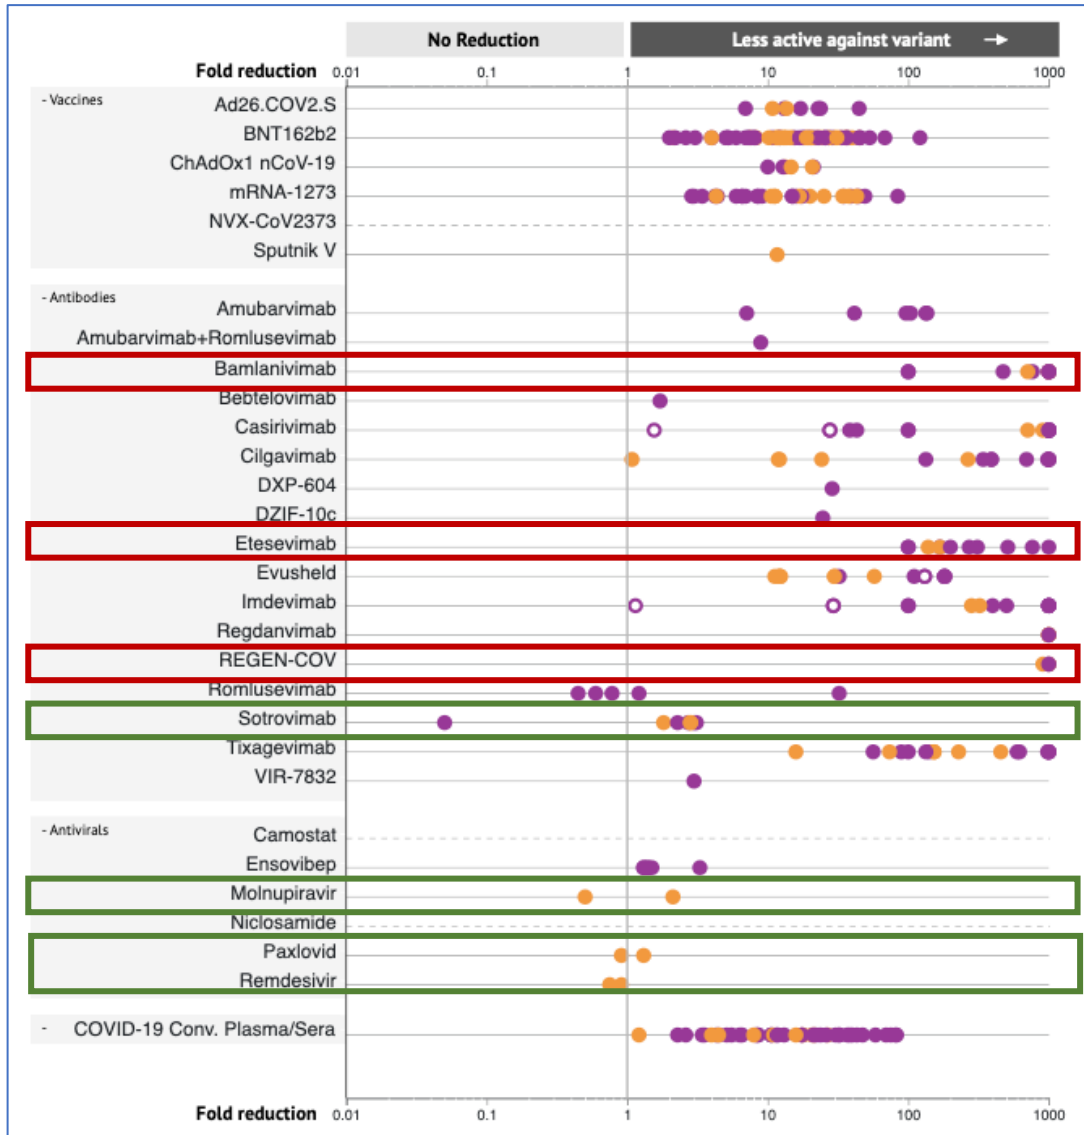 No Reduction Less active against variant →
Fold reduction 0.01 0.1 1 10 100 1000
- Vaccines
Ad26.COV2.S
BNT162b2
ChAdOx1 nCoV-19
mRNA-1273
NVX-CoV2373
Sputnik V
- Antibodies
Amubarvimab
Amubarvimab+Romlusevimab
Bamlanivimab
Bebtelovimab
Casirivimab
Cilgavimab
DXP-604
DZIF-10c
Etesevimab
Evusheld
Imdevimab
Regdanvimab
REGEN-COV
Romlusevimab
Sotrovimab
Tixagevimab
VIR-7832
- Antivirals
Camostat
Ensovibep
Molnupiravir
Niclosamide
Paxlovid
Remdesivir
- COVID-19 Conv. Plasma/Sera
Fold reduction 0.01 0.1 1 10 100 1000